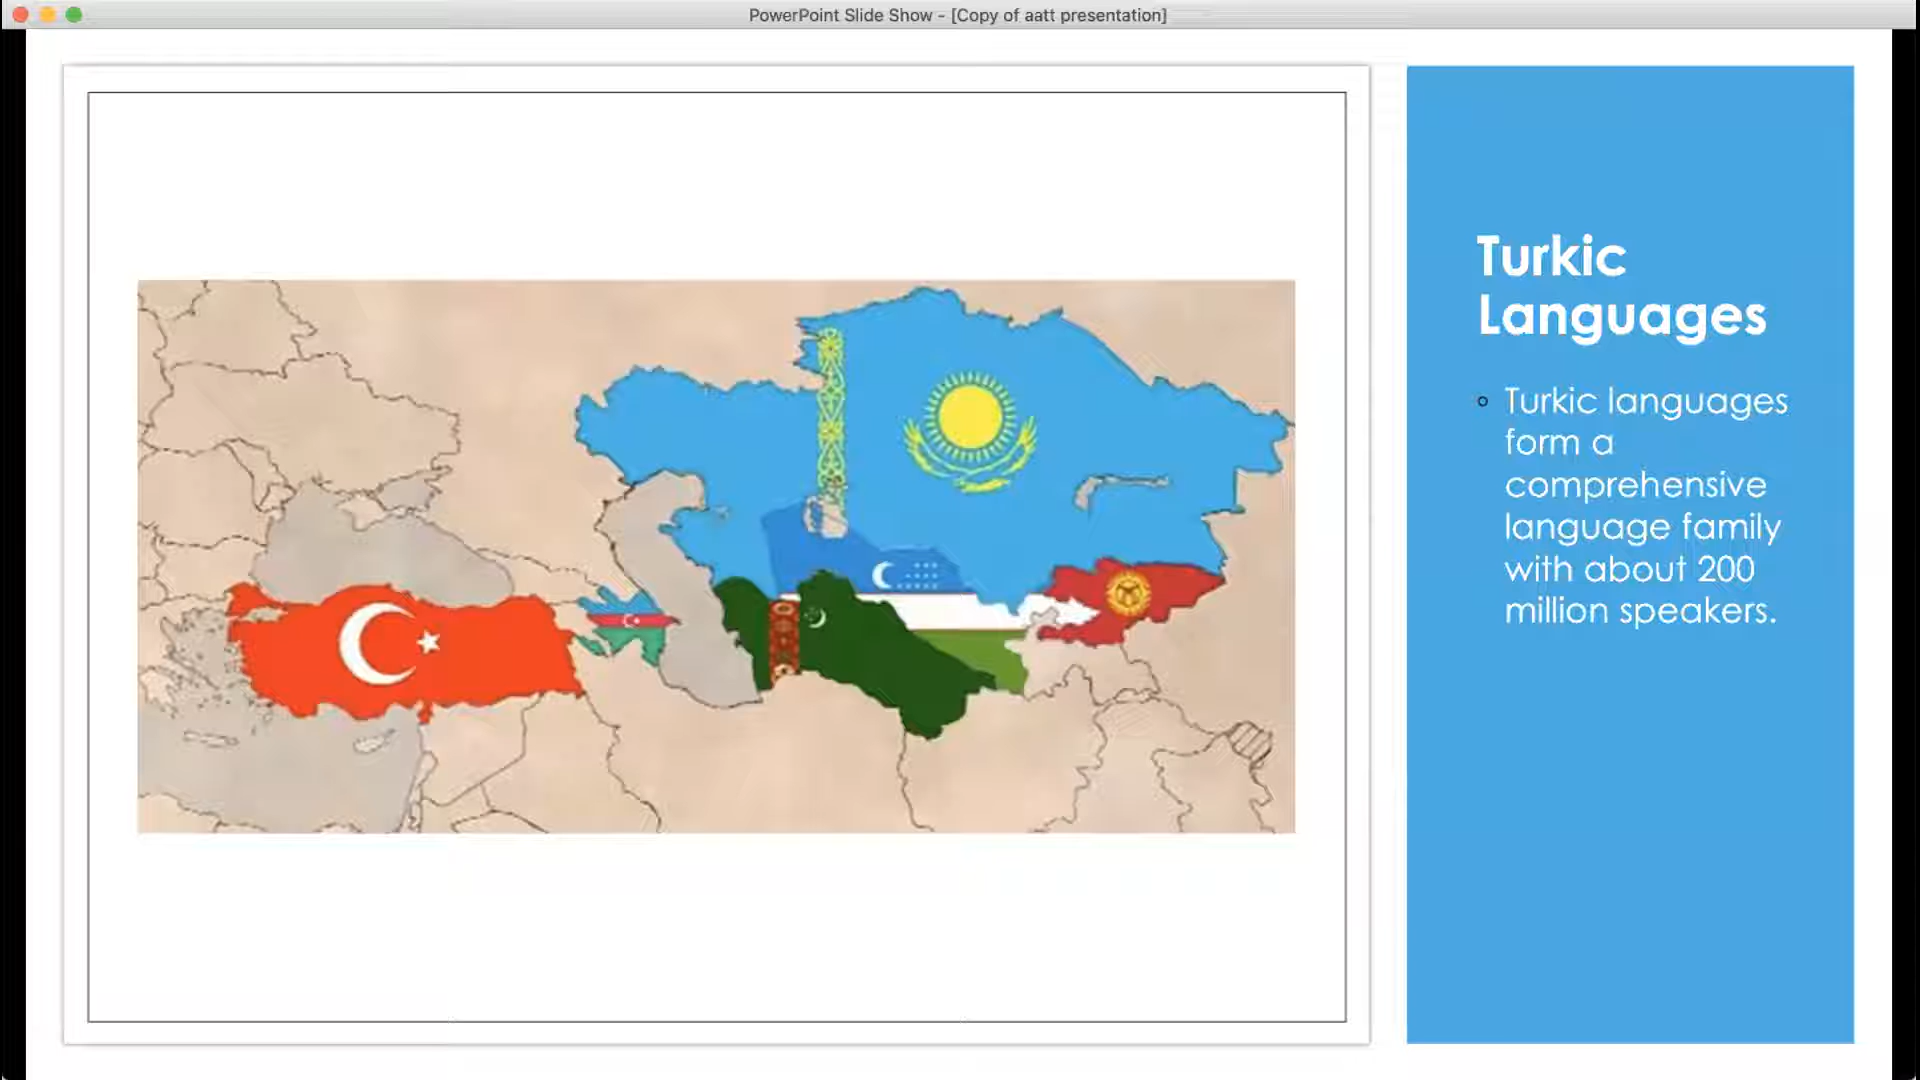 PowerPoint Slide Show - [Copy of aatt presentation]
Turkic
Languages
Turkic languages
form a
comprehensive
language family
with about 200
million speakers.